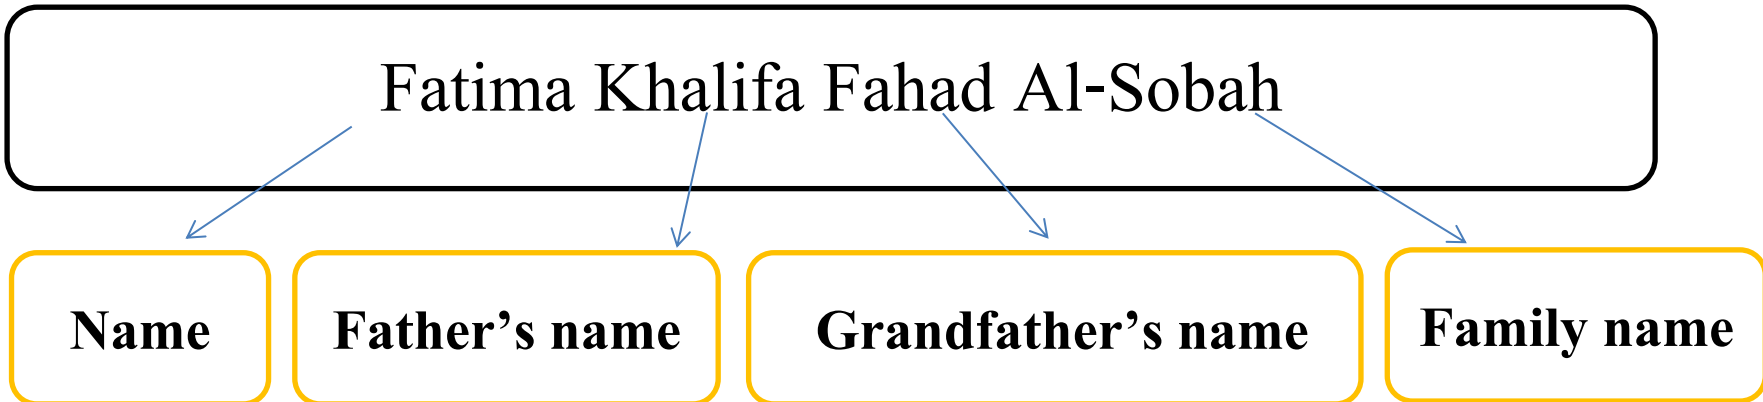 Fatima Khalifa Fahad Al-Sobah
Name
Father’s name
Grandfather’s name
Family name